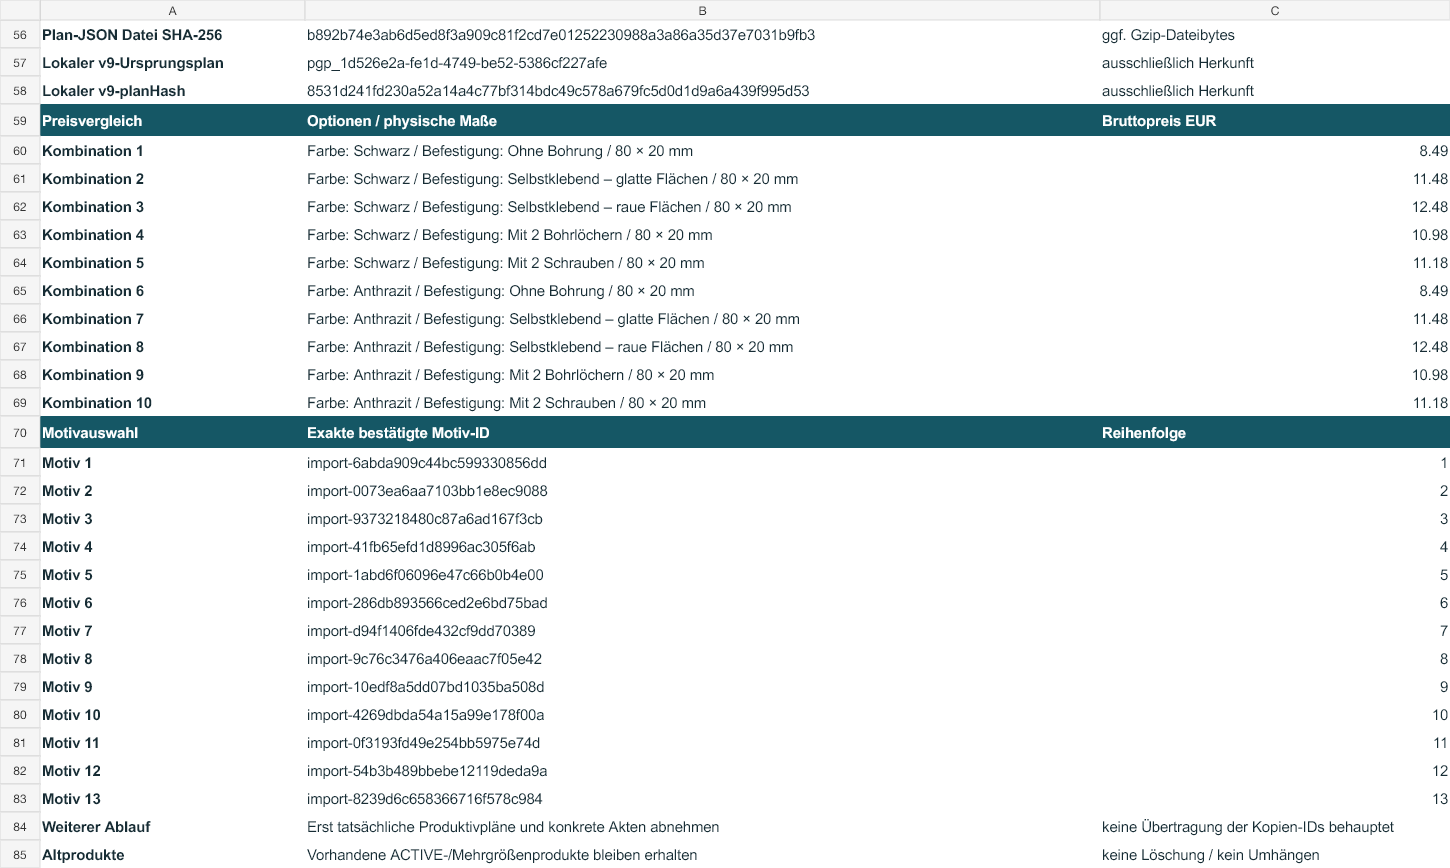 A B C
56 Plan-JSON Datei SHA-256 b892b74e3ab6d5ed8f3a909c81f2cd7e01252230988a3a86a35d37e7031b9fb3 ggf. Gzip-Dateibytes
57 Lokaler v9-Ursprungsplan pgp_1d526e2a-fe1d-4749-be52-5386cf227afe ausschließlich Herkunft
58 Lokaler v9-planHash 8531d241fd230a52a14a4c77bf314bdc49c578a679fc5d0d1d9a6a439f995d53 ausschließlich Herkunft
59 Preisvergleich Optionen / physische Maße Bruttopreis EUR
60 Kombination 1 Farbe: Schwarz / Befestigung: Ohne Bohrung / 80 × 20 mm 8.49
61 Kombination 2 Farbe: Schwarz / Befestigung: Selbstklebend – glatte Flächen / 80 × 20 mm 11.48
62 Kombination 3 Farbe: Schwarz / Befestigung: Selbstklebend – raue Flächen / 80 × 20 mm 12.48
63 Kombination 4 Farbe: Schwarz / Befestigung: Mit 2 Bohrlöchern / 80 × 20 mm 10.98
64 Kombination 5 Farbe: Schwarz / Befestigung: Mit 2 Schrauben / 80 × 20 mm 11.18
65 Kombination 6 Farbe: Anthrazit / Befestigung: Ohne Bohrung / 80 × 20 mm 8.49
66 Kombination 7 Farbe: Anthrazit / Befestigung: Selbstklebend – glatte Flächen / 80 × 20 mm 11.48
67 Kombination 8 Farbe: Anthrazit / Befestigung: Selbstklebend – raue Flächen / 80 × 20 mm 12.48
68 Kombination 9 Farbe: Anthrazit / Befestigung: Mit 2 Bohrlöchern / 80 × 20 mm 10.98
69 Kombination 10 Farbe: Anthrazit / Befestigung: Mit 2 Schrauben / 80 × 20 mm 11.18
70 Motivauswahl Exakte bestätigte Motiv-ID Reihenfolge
71 Motiv 1 import-6abda909c44bc599330856dd 1
72 Motiv 2 import-0073ea6aa7103bb1e8ec9088 2
73 Motiv 3 import-9373218480c87a6ad167f3cb 3
74 Motiv 4 import-41fb65efd1d8996ac305f6ab 4
75 Motiv 5 import-1abd6f06096e47c66b0b4e00 5
76 Motiv 6 import-286db893566ced2e6bd75bad 6
77 Motiv 7 import-d94f1406fde432cf9dd70389 7
78 Motiv 8 import-9c76c3476a406eaac7f05e42 8
79 Motiv 9 import-10edf8a5dd07bd1035ba508d 9
80 Motiv 10 import-4269dbda54a15a99e178f00a 10
81 Motiv 11 import-0f3193fd49e254bb5975e74d 11
82 Motiv 12 import-54b3b489bbebe12119deda9a 12
83 Motiv 13 import-8239d6c658366716f578c984 13
84 Weiterer Ablauf Erst tatsächliche Produktivpläne und konkrete Akten abnehmen keine Übertragung der Kopien-IDs behauptet
85 Altprodukte Vorhandene ACTIVE-/Mehrgrößenprodukte bleiben erhalten keine Löschung / kein Umhängen